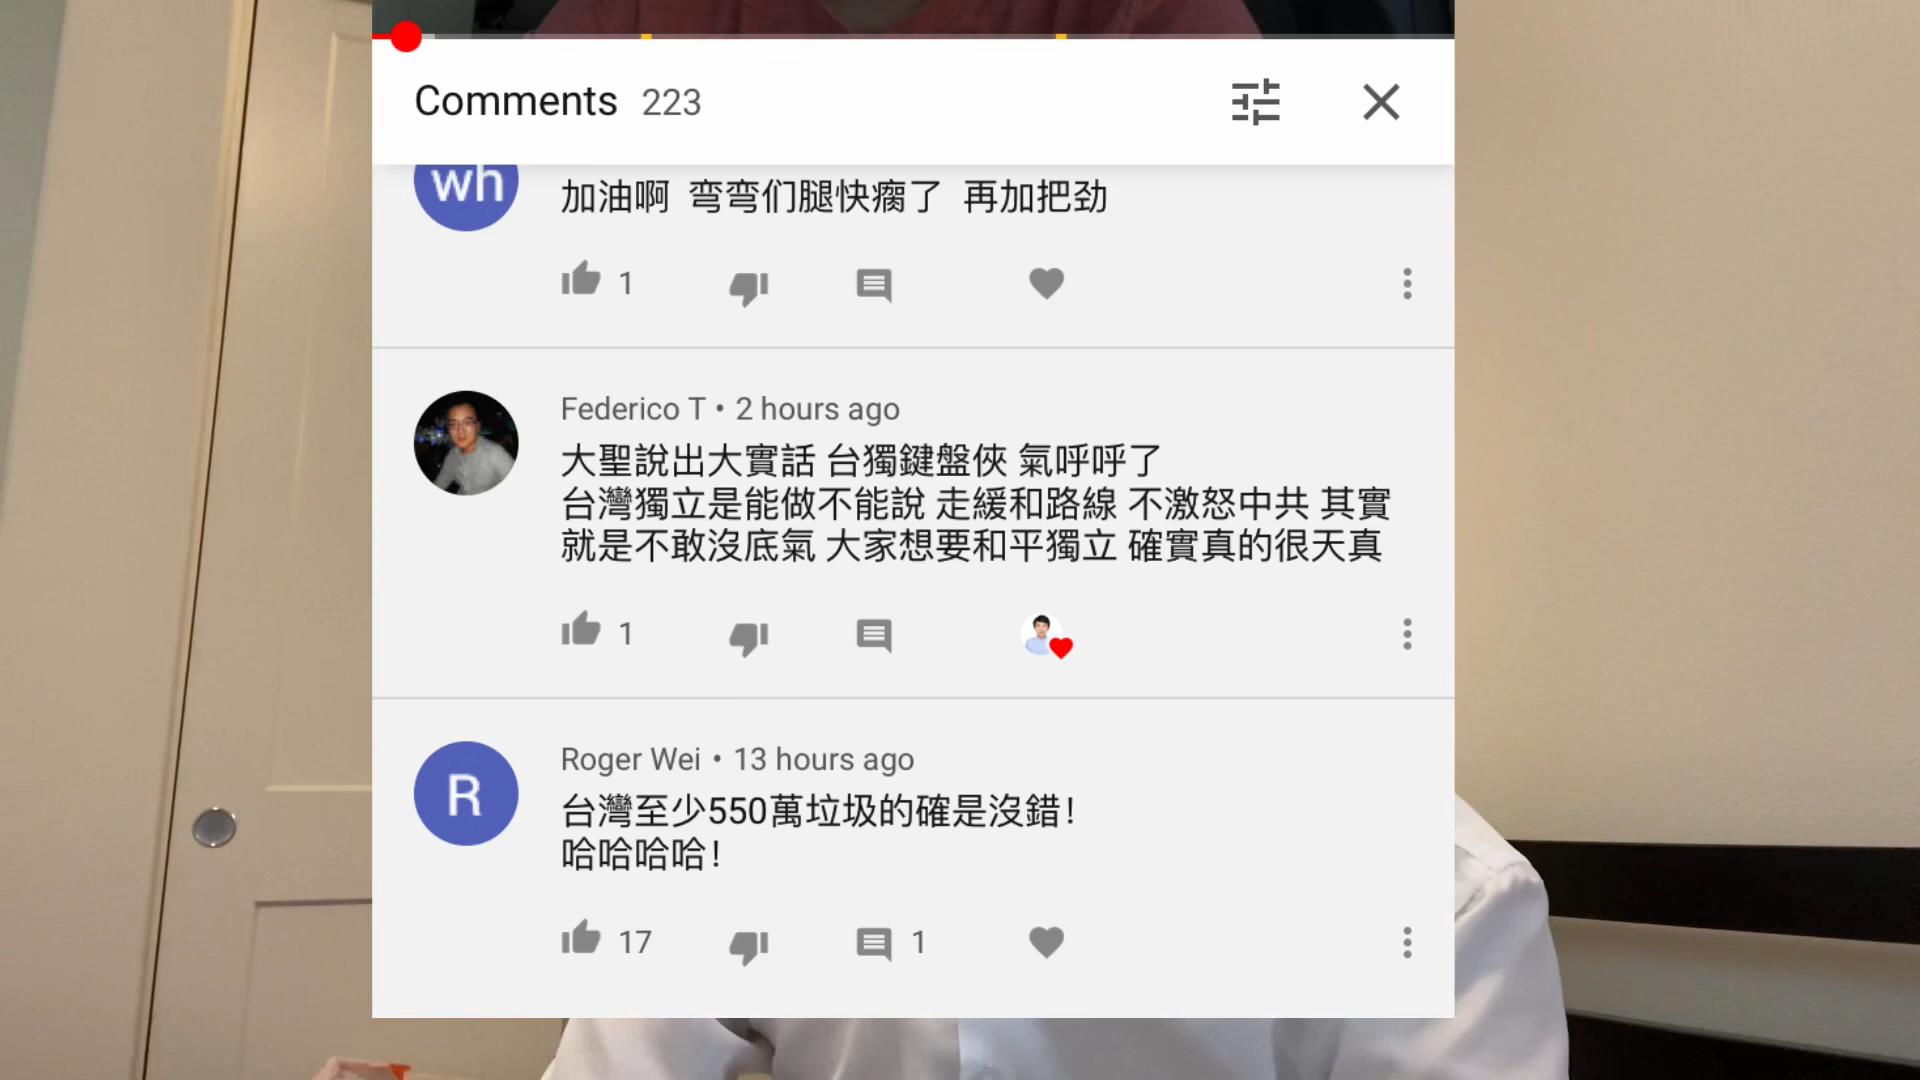 Comments 223
wh
加油啊 弯弯们腿快瘸了 再加把劲
1
Federico T • 2 hours ago
大聖說出大實話 台獨鍵盤俠 氣呼呼了
台灣獨立是能做不能說 走緩和路線 不激怒中共 其實
就是不敢沒底氣 大家想要和平獨立 確實真的很天真
1
R
Roger Wei • 13 hours ago
台灣至少550萬垃圾的確是沒錯！
哈哈哈哈！
17 1